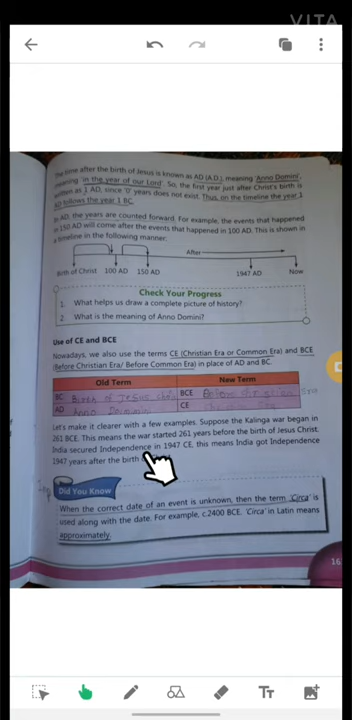 VITA
The time after the birth of Jesus is known as AD (A.D.), meaning 'Anno Domini',
meaning 'in the year of our Lord'. So, the first year just after Christ's birth is
written as 1 AD, since '0' years does not exist. Thus, on the timeline the year 1
AD follows the year 1 BC.
In AD, the years are counted forward. For example, the events that happened
in 150 AD will come after the events that happened in 100 AD. This is shown in
a timeline in the following manner.
After
Birth of Christ 100 AD 150 AD 1947 AD Now
Check Your Progress
1. What helps us draw a complete picture of history?
2. What is the meaning of Anno Domini?
Use of CE and BCE
Nowadays, we also use the terms CE (Christian Era or Common Era) and BCE
(Before Christian Era/ Before Common Era) in place of AD and BC.
Old Term New Term
BC Birth of Jesus BCE
AD Anno Domini CE
Let's make it clearer with a few examples. Suppose the Kalinga war began in
261 BCE. This means the war started 261 years before the birth of Jesus Christ.
India secured Independence in 1947 CE, this means India got Independence
1947 years after the birth
Did You Know
When the correct date of an event is unknown, then the term 'Circa' is
used along with the date. For example, c.2400 BCE. 'Circa' in Latin means
approximately.
16